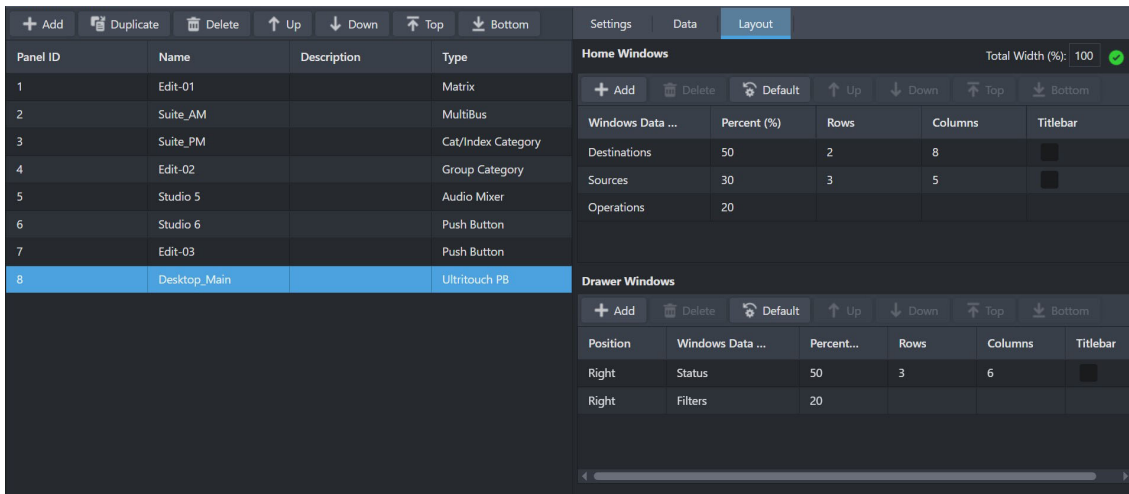 Add Duplicate Delete Up Down Top Bottom
Panel ID Name Description Type
1 Edit-01 Matrix
2 Suite_AM MultiBus
3 Suite_PM Cat/Index Category
4 Edit-02 Group Category
5 Studio 5 Audio Mixer
6 Studio 6 Push Button
7 Edit-03 Push Button
8 Desktop_Main Ultritouch PB
Settings Data Layout
Home Windows Total Width (%): 100
Add Delete Default Up Down Top Bottom
Windows Data ... Percent (%) Rows Columns Titlebar
Destinations 50 2 8
Sources 30 3 5
Operations 20
Drawer Windows
Add Delete Default Up Down Top Bottom
Position Windows Data ... Percent... Rows Columns Titlebar
Right Status 50 3 6
Right Filters 20